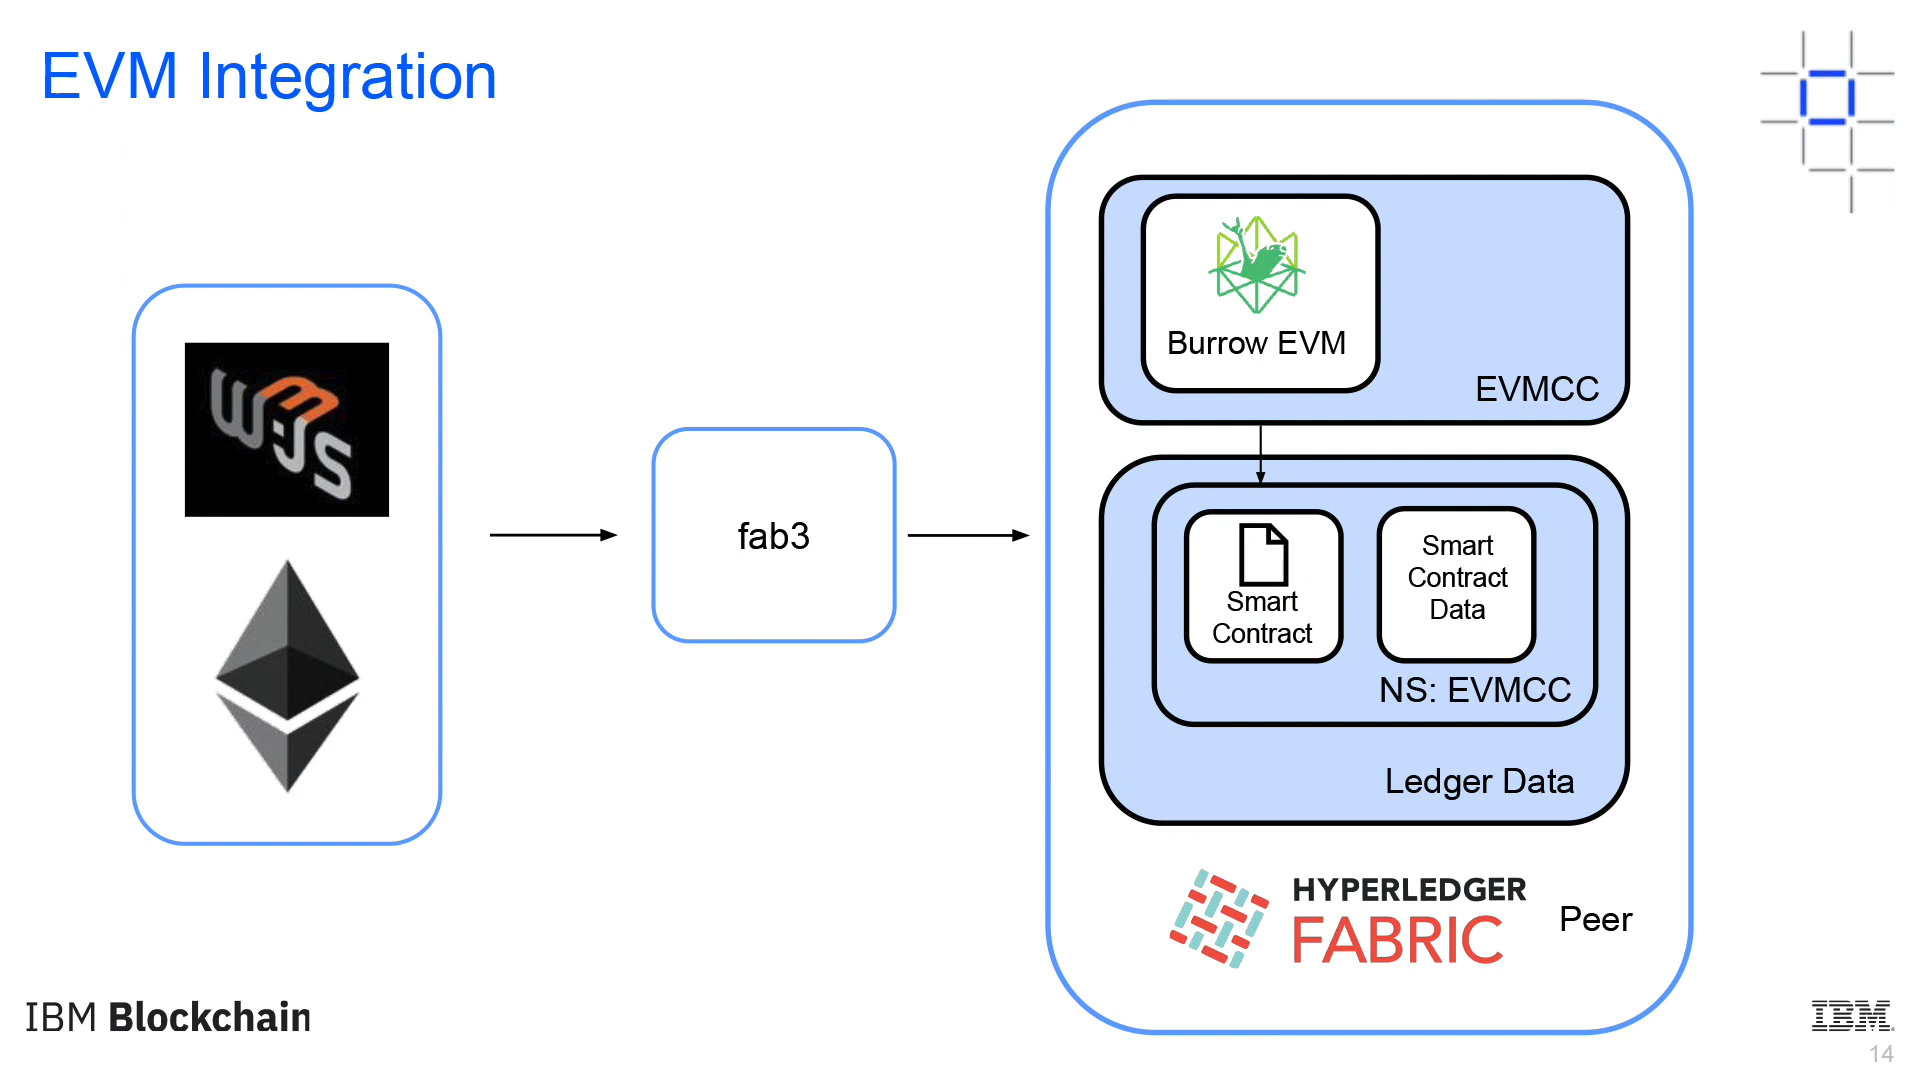 EVM Integration
W3JS
fab3
Burrow EVM
EVMCC
Smart
Contract
Smart
Contract
Data
NS: EVMCC
Ledger Data
HYPERLEDGER
FABRIC
Peer
IBM Blockchain
IBM
14